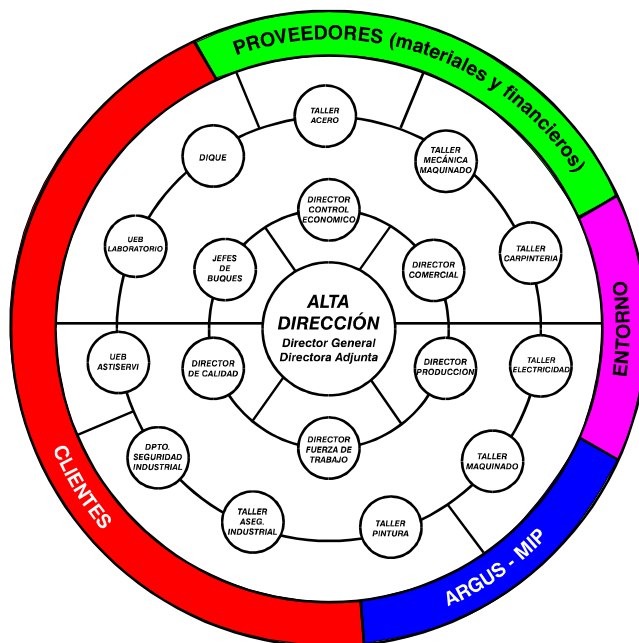 PROVEEDORES (materiales y financieros)
TALLER
ACERO
DIQUE
TALLER
MECÁNICA
MAQUINADO
UEB
LABORATORIO
TALLER
CARPINTERIA
DIRECTOR
CONTROL
ECONOMICO
JEFES
DE
BUQUES
DIRECTOR
COMERCIAL
ALTA
DIRECCIÓN
Director General
Directora Adjunta
ENTORNO
UEB
ASTISERVI
DIRECTOR
DE CALIDAD
DIRECTOR
PRODUCCION
TALLER
ELECTRICIDAD
DIRECTOR
FUERZA DE
TRABAJO
DPTO.
SEGURIDAD
INDUSTRIAL
TALLER
MAQUINADO
TALLER
ASEG.
INDUSTRIAL
TALLER
PINTURA
CLIENTES
ARGUS - MIP